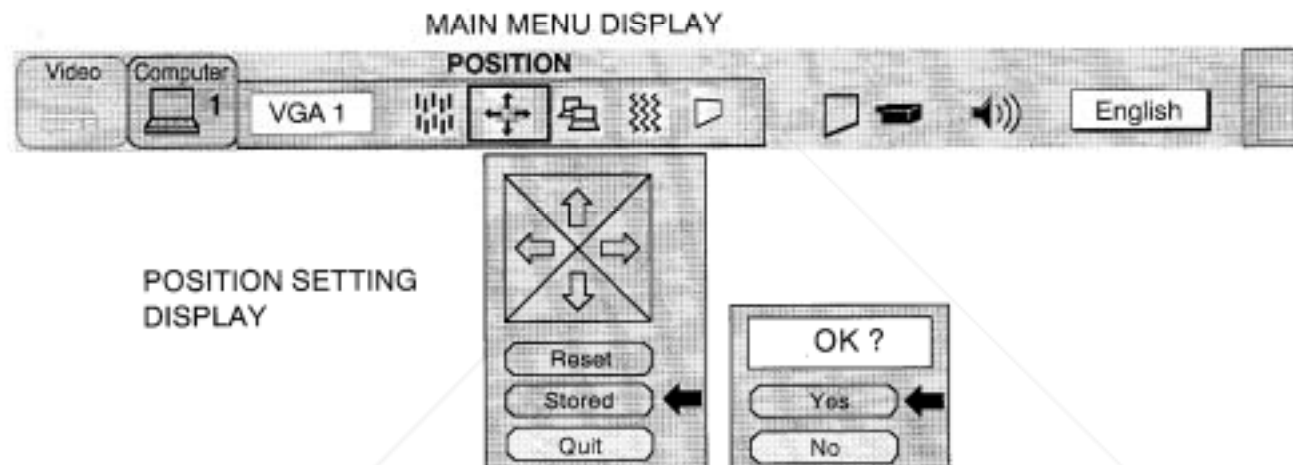 MAIN MENU DISPLAY
POSITION
Video
Computer
1
VGA 1
English
POSITION SETTING
DISPLAY
Reset
Stored
Quit
OK ?
Yes
No